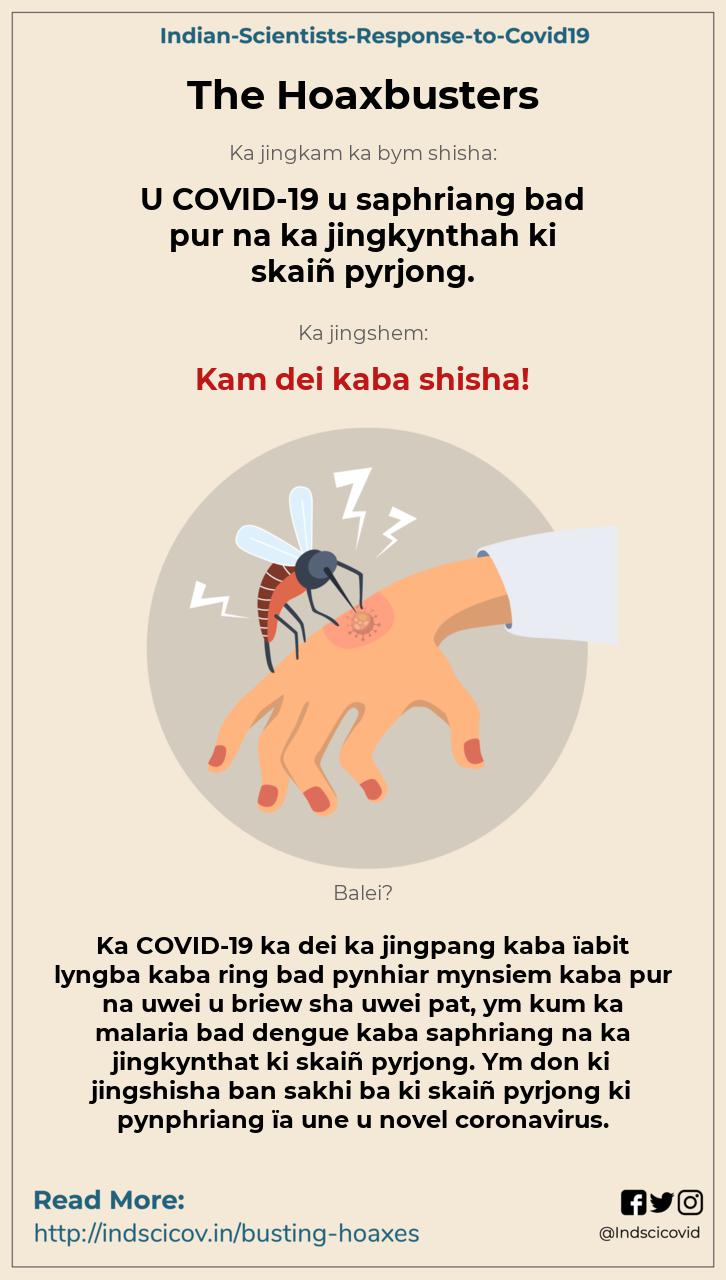 Indian-Scientists-Response-to-Covid19
The Hoaxbusters
Ka jingkam ka bym shisha:
U COVID-19 u saphriang bad
pur na ka jingkynthah ki
skaiñ pyrjong.
Ka jingshem:
Kam dei kaba shisha!
Balei?
Ka COVID-19 ka dei ka jingpang kaba ïabit
lyngba kaba ring bad pynhiar mynsiem kaba pur
na uwei u briew sha uwei pat, ym kum ka
malaria bad dengue kaba saphriang na ka
jingkynthat ki skaiñ pyrjong. Ym don ki
jingshisha ban sakhi ba ki skaiñ pyrjong ki
pynphriang ïa une u novel coronavirus.
Read More:
http://indscicov.in/busting-hoaxes
@Indscicovid